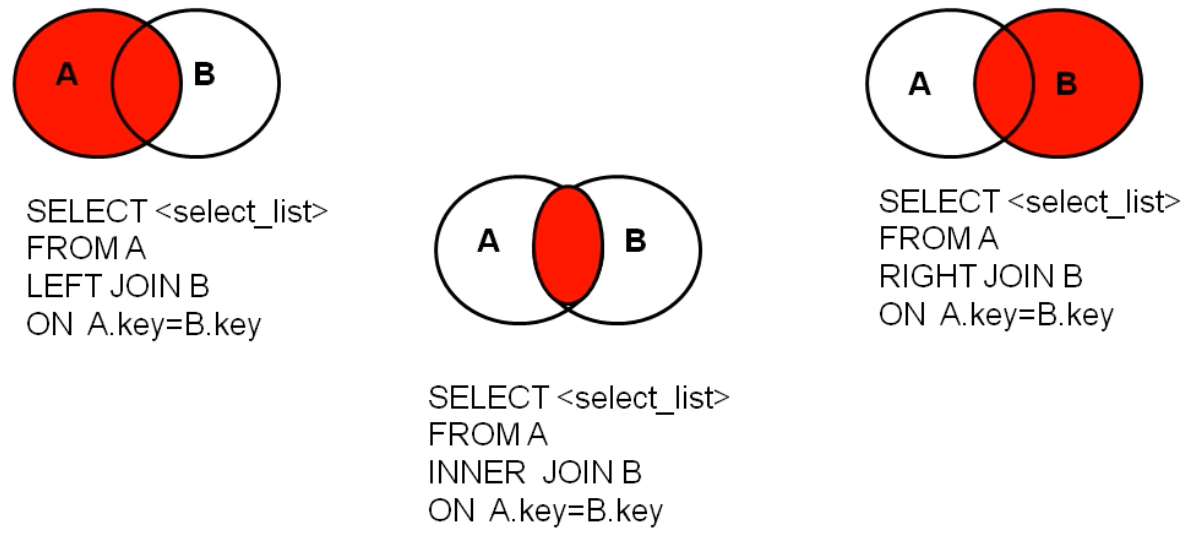 A B
SELECT <select_list>
FROM A
LEFT JOIN B
ON A.key=B.key
A B
SELECT <select_list>
FROM A
INNER JOIN B
ON A.key=B.key
A B
SELECT <select_list>
FROM A
RIGHT JOIN B
ON A.key=B.key